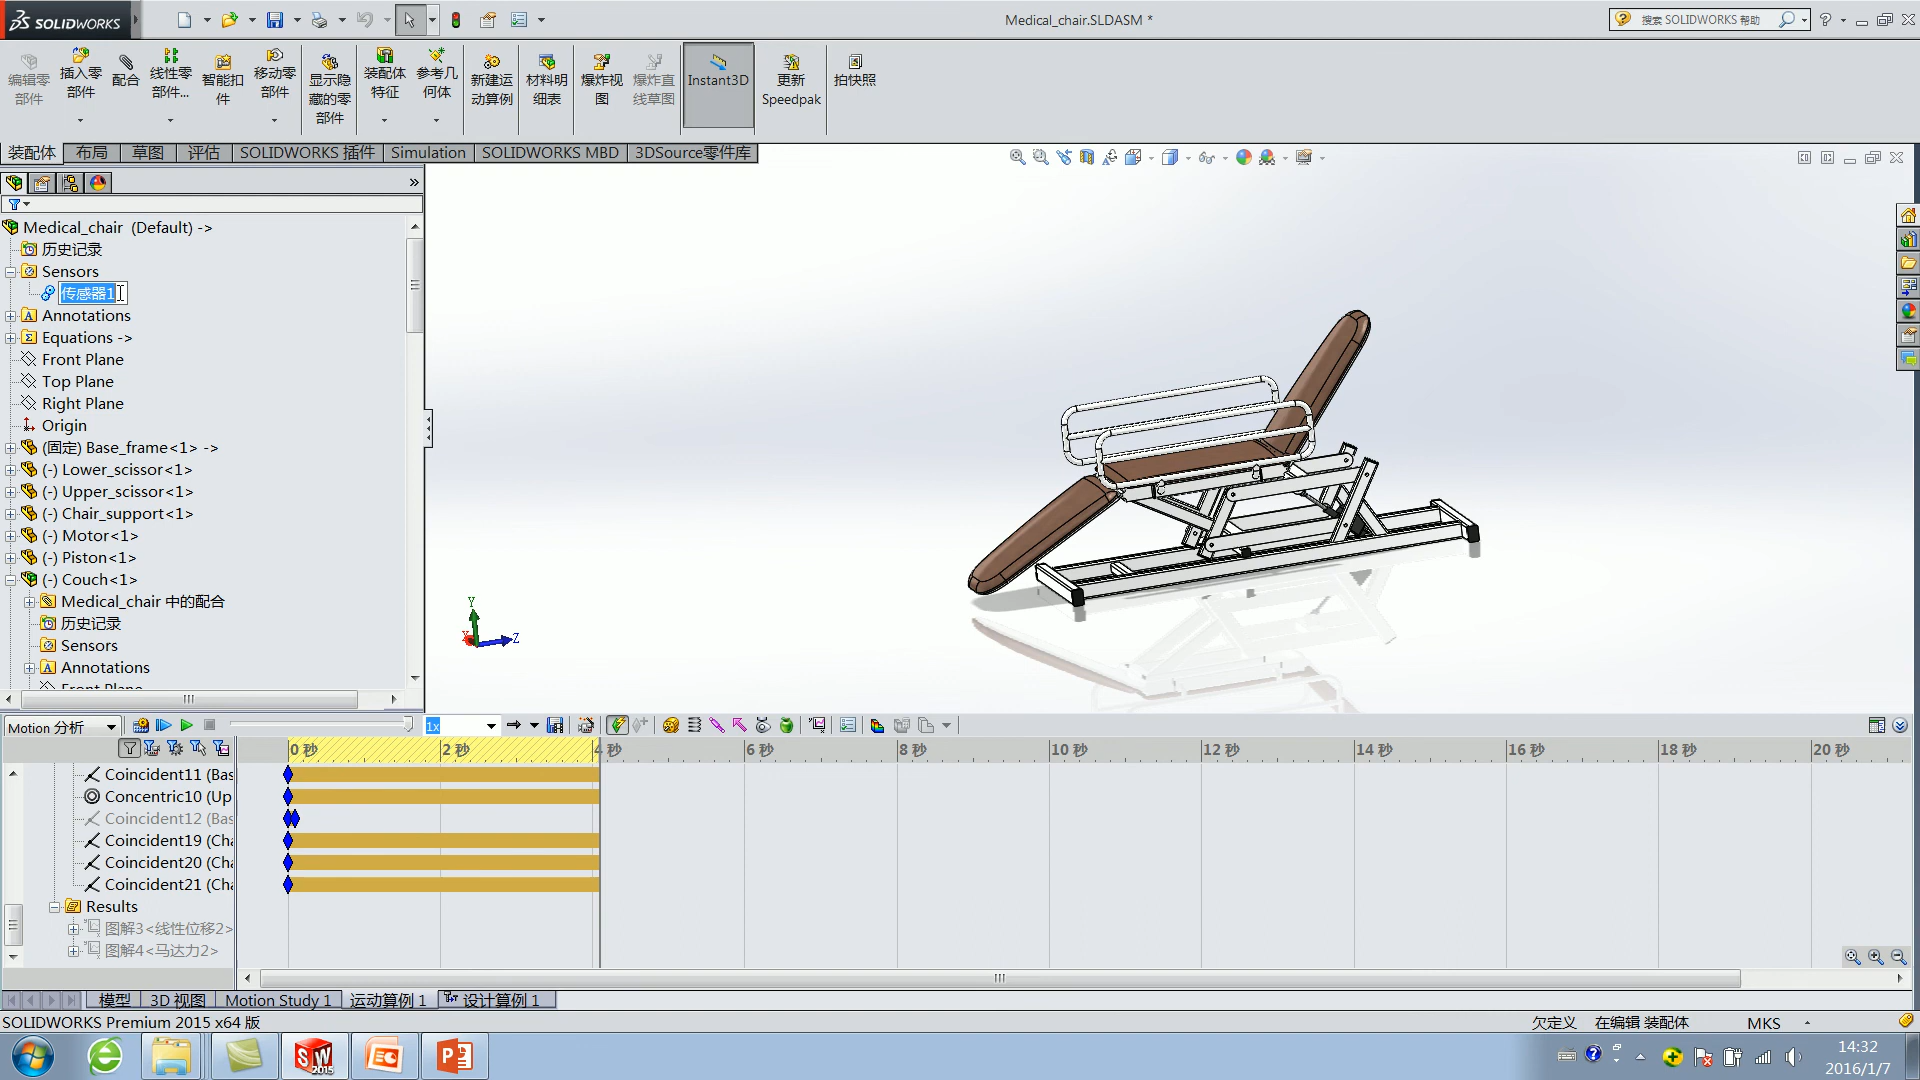 SOLIDWORKS
Medical_chair.SLDASM *
搜索 SOLIDWORKS 帮助
编辑零部件
插入零部件
配合
线性零部件...
智能扣件
移动零部件
显示隐藏的零部件
装配体特征
参考几何体
新建运动算例
材料明细表
爆炸视图
爆炸直线草图
Instant3D
更新 Speedpak
拍快照
装配体 布局 草图 评估 SOLIDWORKS 插件 Simulation SOLIDWORKS MBD 3DSource零件库
Medical_chair (Default) ->
历史记录
Sensors
传感器1
Annotations
Equations ->
Front Plane
Top Plane
Right Plane
Origin
(固定) Base_frame<1> ->
(-) Lower_scissor<1>
(-) Upper_scissor<1>
(-) Chair_support<1>
(-) Motor<1>
(-) Piston<1>
(-) Couch<1>
Medical_chair 中的配合
历史记录
Sensors
Annotations
Front Plane
Y
X
Z
Motion 分析
1x
0 秒 2 秒 4 秒 6 秒 8 秒 10 秒 12 秒 14 秒 16 秒 18 秒 20 秒
Coincident11 (Bas
Concentric10 (Up
Coincident12 (Bas
Coincident19 (Cha
Coincident20 (Cha
Coincident21 (Cha
Results
图解3<线性位移2>
图解4<马达力2>
模型 3D 视图 Motion Study 1 运动算例 1 设计算例 1
SOLIDWORKS Premium 2015 x64 版
欠定义 在编辑 装配体 MKS
14:32
2016/1/7